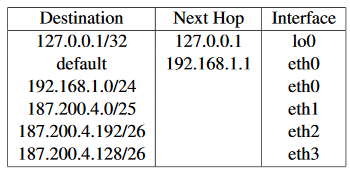 Destination Next Hop Interface
127.0.0.1/32 127.0.0.1 lo0
default 192.168.1.1 eth0
192.168.1.0/24 eth0
187.200.4.0/25 eth1
187.200.4.192/26 eth2
187.200.4.128/26 eth3